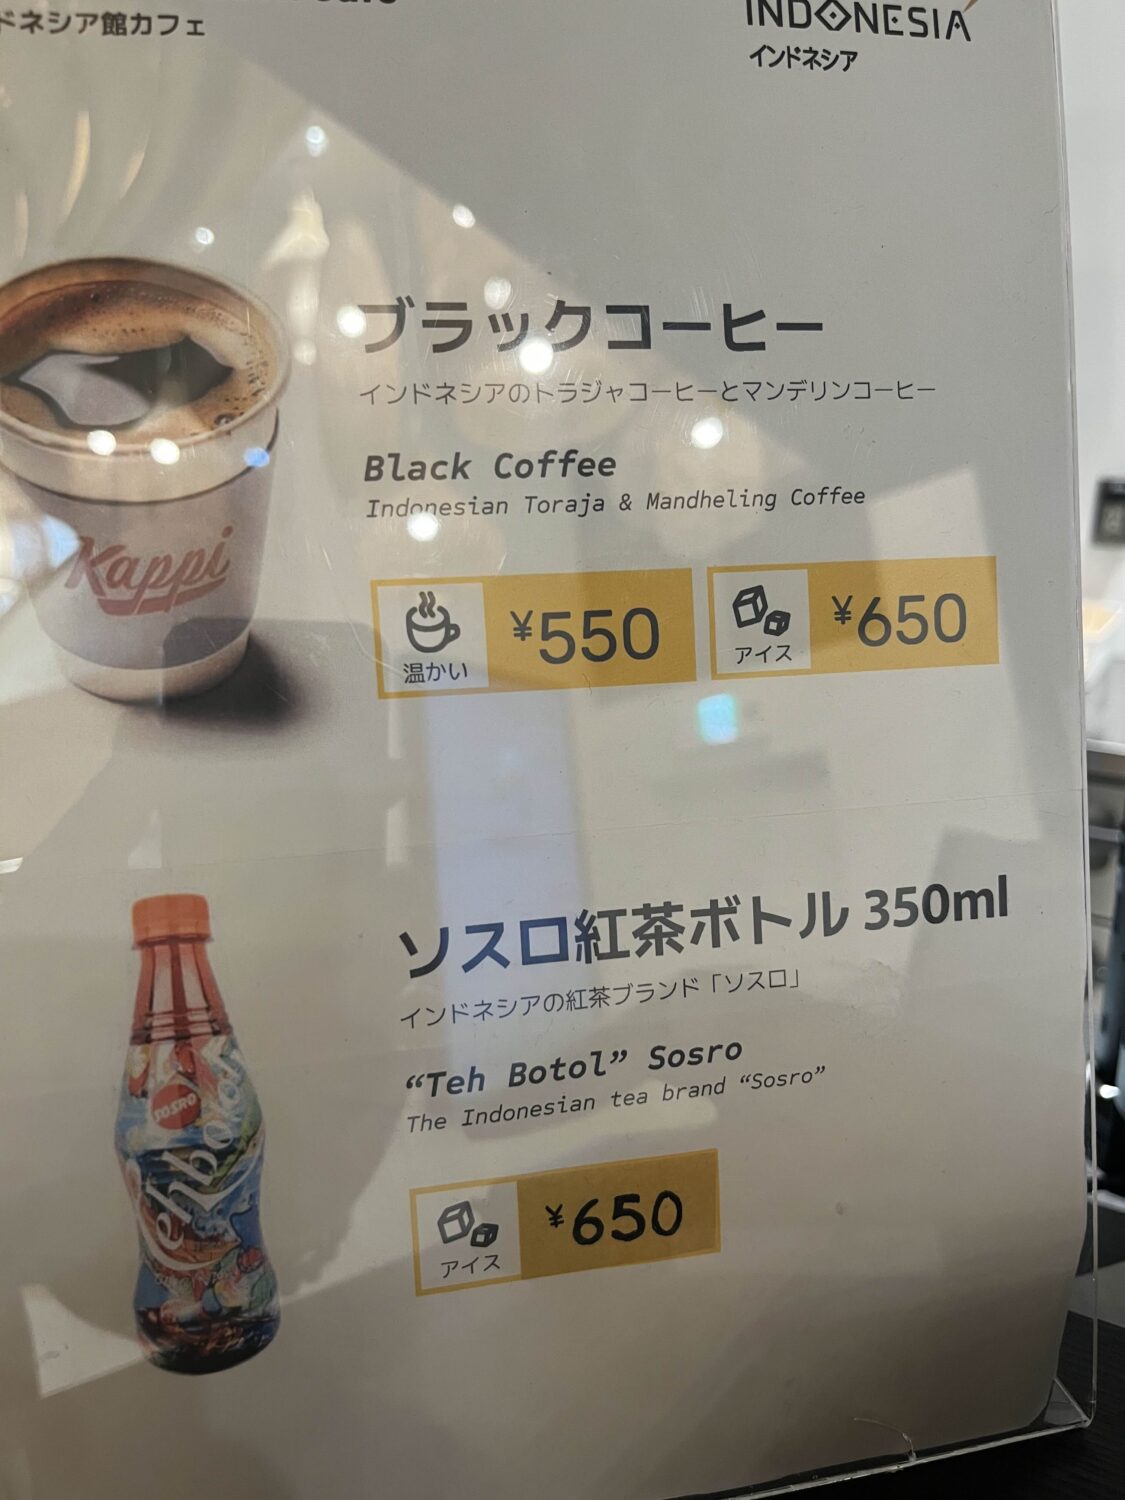 ドネシア館カフェ
INDONESIA
インドネシア
ブラックコーヒー
インドネシアのトラジャコーヒーとマンデリンコーヒー
Black Coffee
Indonesian Toraja & Mandheling Coffee
Kappi
温かい
¥550
アイス
¥650
ソスロ紅茶ボトル 350ml
インドネシアの紅茶ブランド「ソスロ」
“Teh Botol” Sosro
The Indonesian tea brand “Sosro”
SOSRO
Tehbotol
アイス
¥650